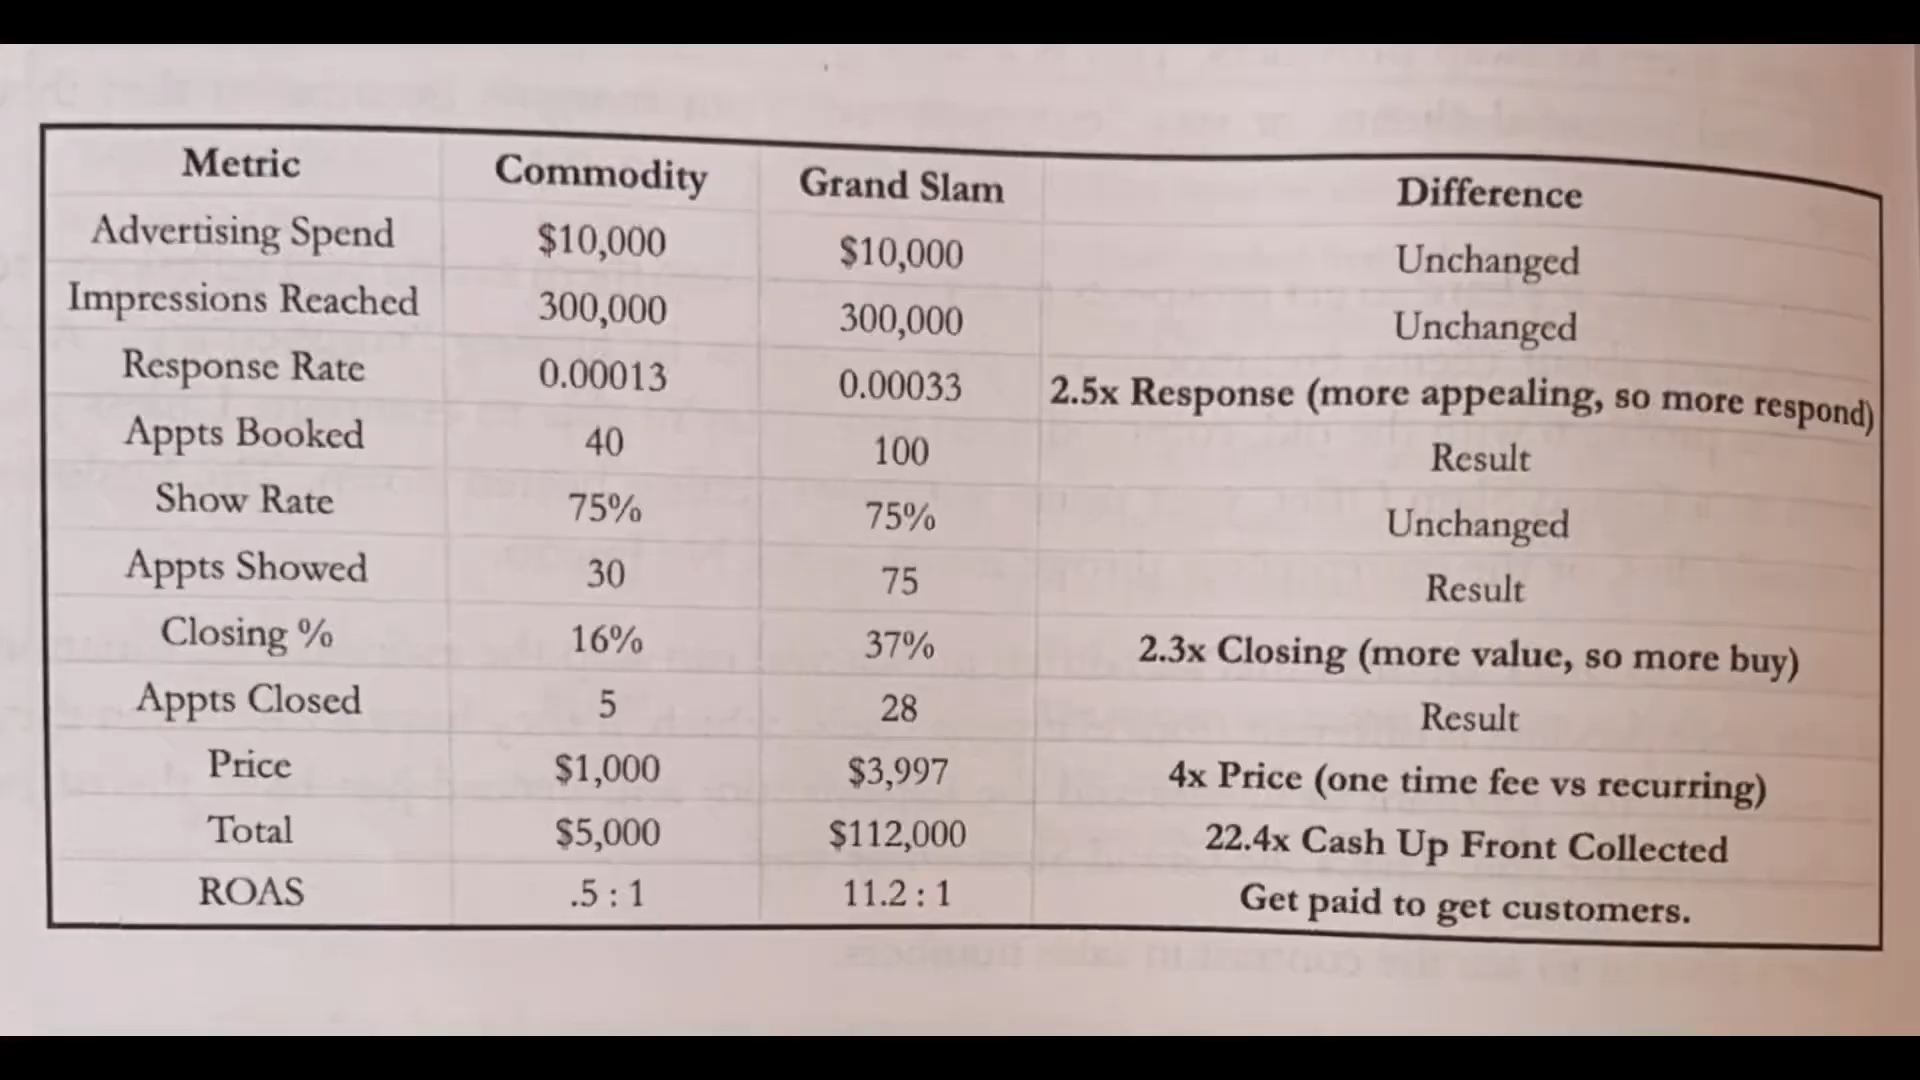 Metric Commodity Grand Slam Difference
Advertising Spend $10,000 $10,000 Unchanged
Impressions Reached 300,000 300,000 Unchanged
Response Rate 0.00013 0.00033 2.5x Response (more appealing, so more respond)
Appts Booked 40 100 Result
Show Rate 75% 75% Unchanged
Appts Showed 30 75 Result
Closing % 16% 37% 2.3x Closing (more value, so more buy)
Appts Closed 5 28 Result
Price $1,000 $3,997 4x Price (one time fee vs recurring)
Total $5,000 $112,000 22.4x Cash Up Front Collected
ROAS .5 : 1 11.2 : 1 Get paid to get customers.